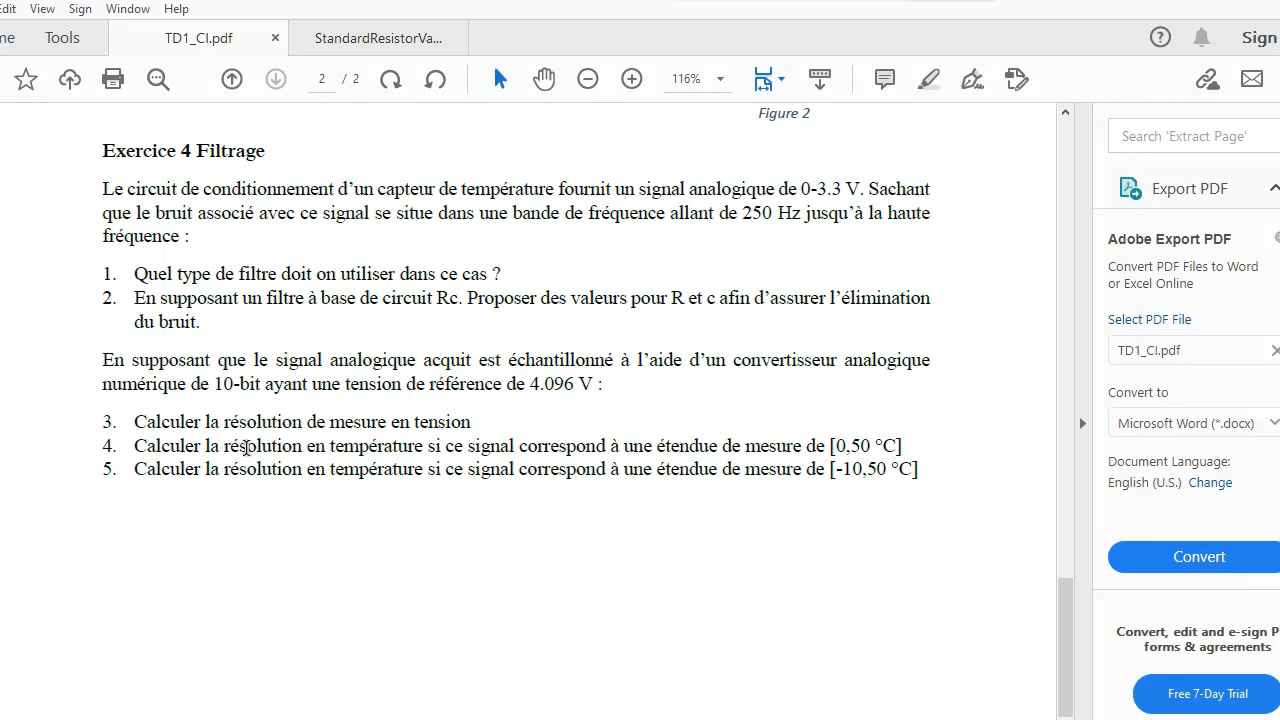 Edit View Sign Window Help
Tools TD1_CI.pdf × StandardResistorVa... Sign
2 / 2 116%
Figure 2
Exercice 4 Filtrage
Le circuit de conditionnement d’un capteur de température fournit un signal analogique de 0-3.3 V. Sachant
que le bruit associé avec ce signal se situe dans une bande de fréquence allant de 250 Hz jusqu’à la haute
fréquence :
1. Quel type de filtre doit on utiliser dans ce cas ?
2. En supposant un filtre à base de circuit Rc. Proposer des valeurs pour R et c afin d’assurer l’élimination
du bruit.
En supposant que le signal analogique acquit est échantillonné à l’aide d’un convertisseur analogique
numérique de 10-bit ayant une tension de référence de 4.096 V :
3. Calculer la résolution de mesure en tension
4. Calculer la résolution en température si ce signal correspond à une étendue de mesure de [0,50 °C]
5. Calculer la résolution en température si ce signal correspond à une étendue de mesure de [-10,50 °C]
Search 'Extract Page'
Export PDF
Adobe Export PDF
Convert PDF Files to Word
or Excel Online
Select PDF File
TD1_CI.pdf ×
Convert to
Microsoft Word (*.docx)
Document Language:
English (U.S.) Change
Convert
Convert, edit and e-sign P
forms & agreements
Free 7-Day Trial